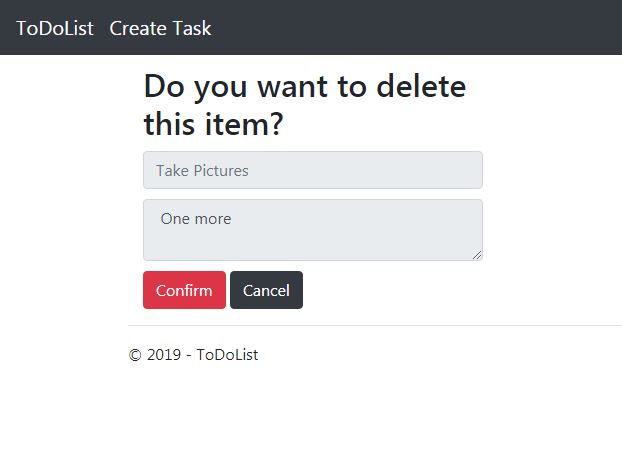 ToDoList Create Task
Do you want to delete
this item?
Take Pictures
One more
Confirm Cancel
© 2019 - ToDoList